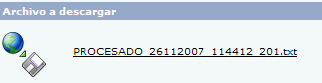 Archivo a descargar
PROCESADO_26112007_114412_201.txt